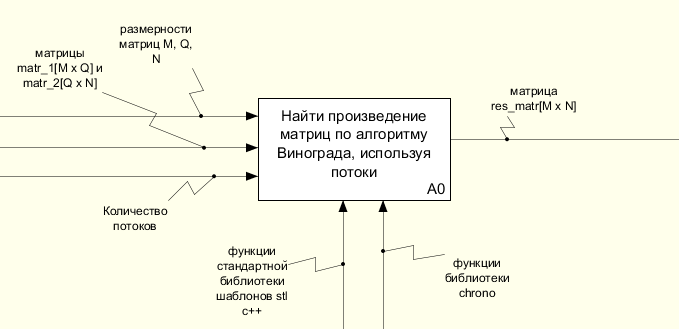 размерности
матриц M, Q,
N
матрицы
matr_1[M x Q] и
matr_2[Q x N]
Количество
потоков
Найти произведение
матриц по алгоритму
Винограда, используя
потоки
A0
матрица
res_matr[M x N]
функции
стандартной
библиотеки
шаблонов stl
c++
функции
библиотеки
chrono